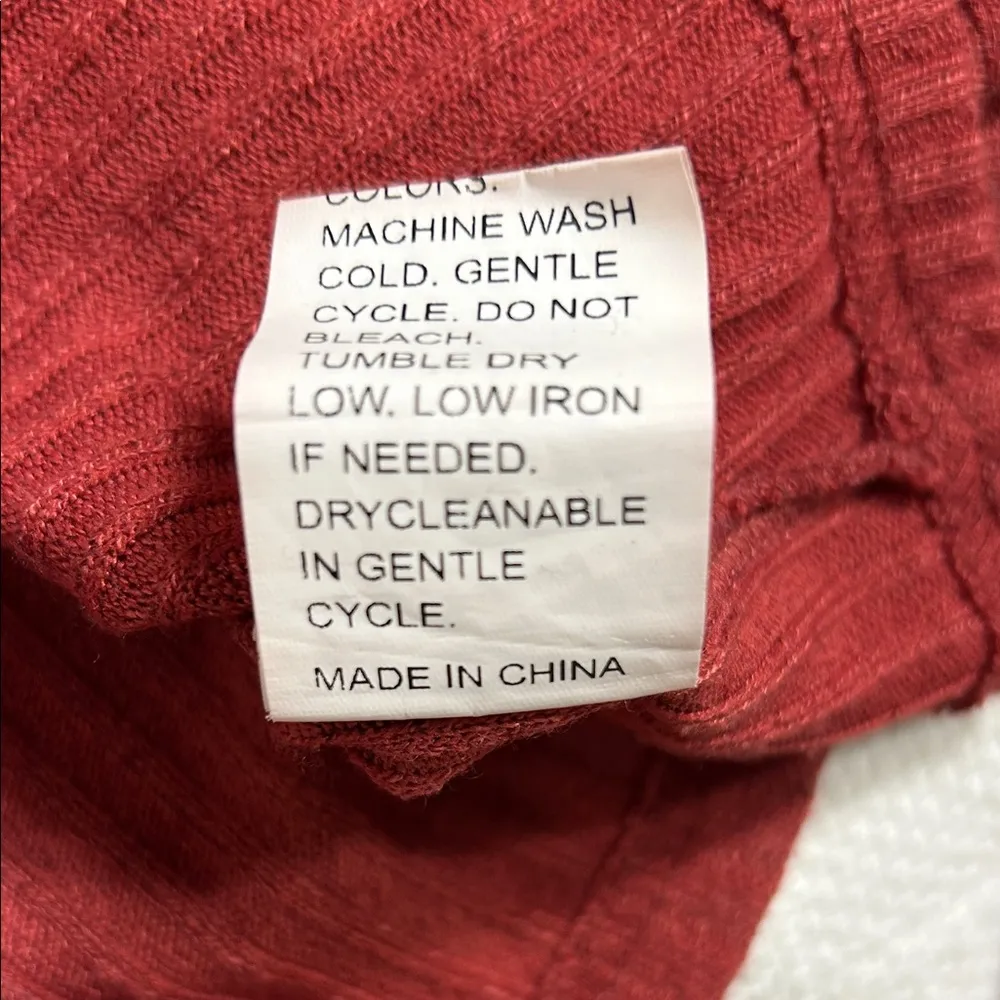 COLORS.
MACHINE WASH
COLD. GENTLE
CYCLE. DO NOT
BLEACH.
TUMBLE DRY
LOW. LOW IRON
IF NEEDED.
DRYCLEANABLE
IN GENTLE
CYCLE.
MADE IN CHINA